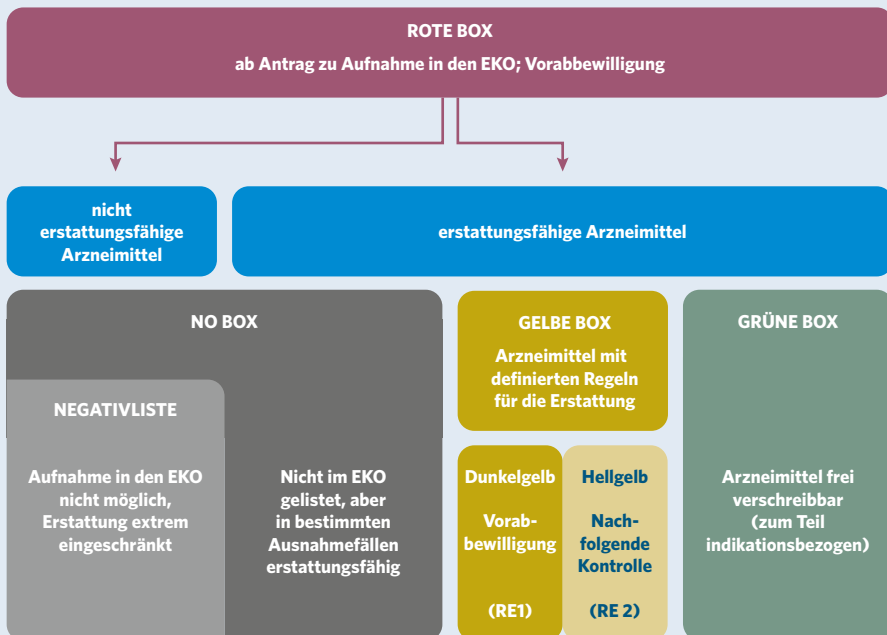 ROTE BOX
ab Antrag zu Aufnahme in den EKO; Vorabbewilligung
nicht
erstattungsfähige
Arzneimittel
erstattungsfähige Arzneimittel
NO BOX
NEGATIVLISTE
Aufnahme in den EKO
nicht möglich,
Erstattung extrem
eingeschränkt
Nicht im EKO
gelistet, aber
in bestimmten
Ausnahmefällen
erstattungsfähig
GELBE BOX
Arzneimittel mit
definierten Regeln
für die Erstattung
Dunkelgelb
Vorab-
bewilligung
(RE1)
Hellgelb
Nach-
folgende
Kontrolle
(RE 2)
GRÜNE BOX
Arzneimittel frei
verschreibbar
(zum Teil
indikationsbezogen)